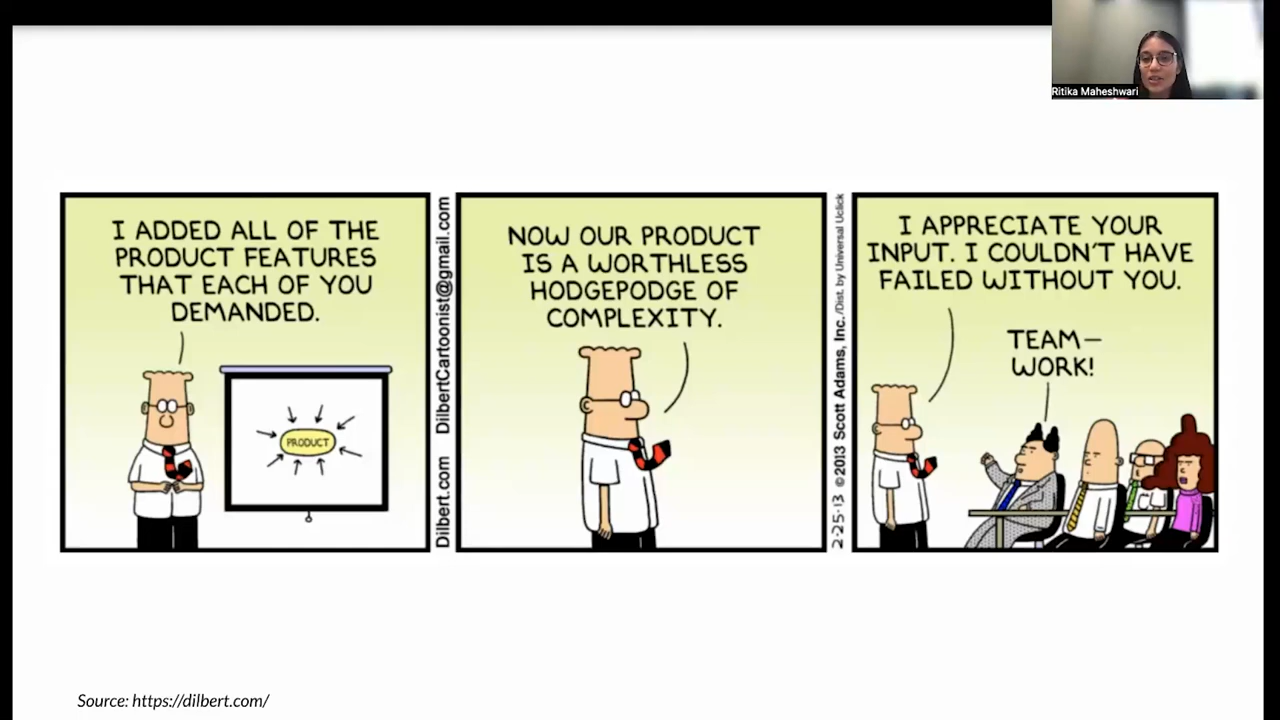 Ritika Maheshwari
I ADDED ALL OF THE
PRODUCT FEATURES
THAT EACH OF YOU
DEMANDED.
PRODUCT
Dilbert.com DilbertCartoonist@gmail.com
NOW OUR PRODUCT
IS A WORTHLESS
HODGEPODGE OF
COMPLEXITY.
2-25-13 ©2013 Scott Adams, Inc. /Dist. by Universal Uclick
I APPRECIATE YOUR
INPUT. I COULDN'T HAVE
FAILED WITHOUT YOU.
TEAM—
WORK!
Source: https://dilbert.com/